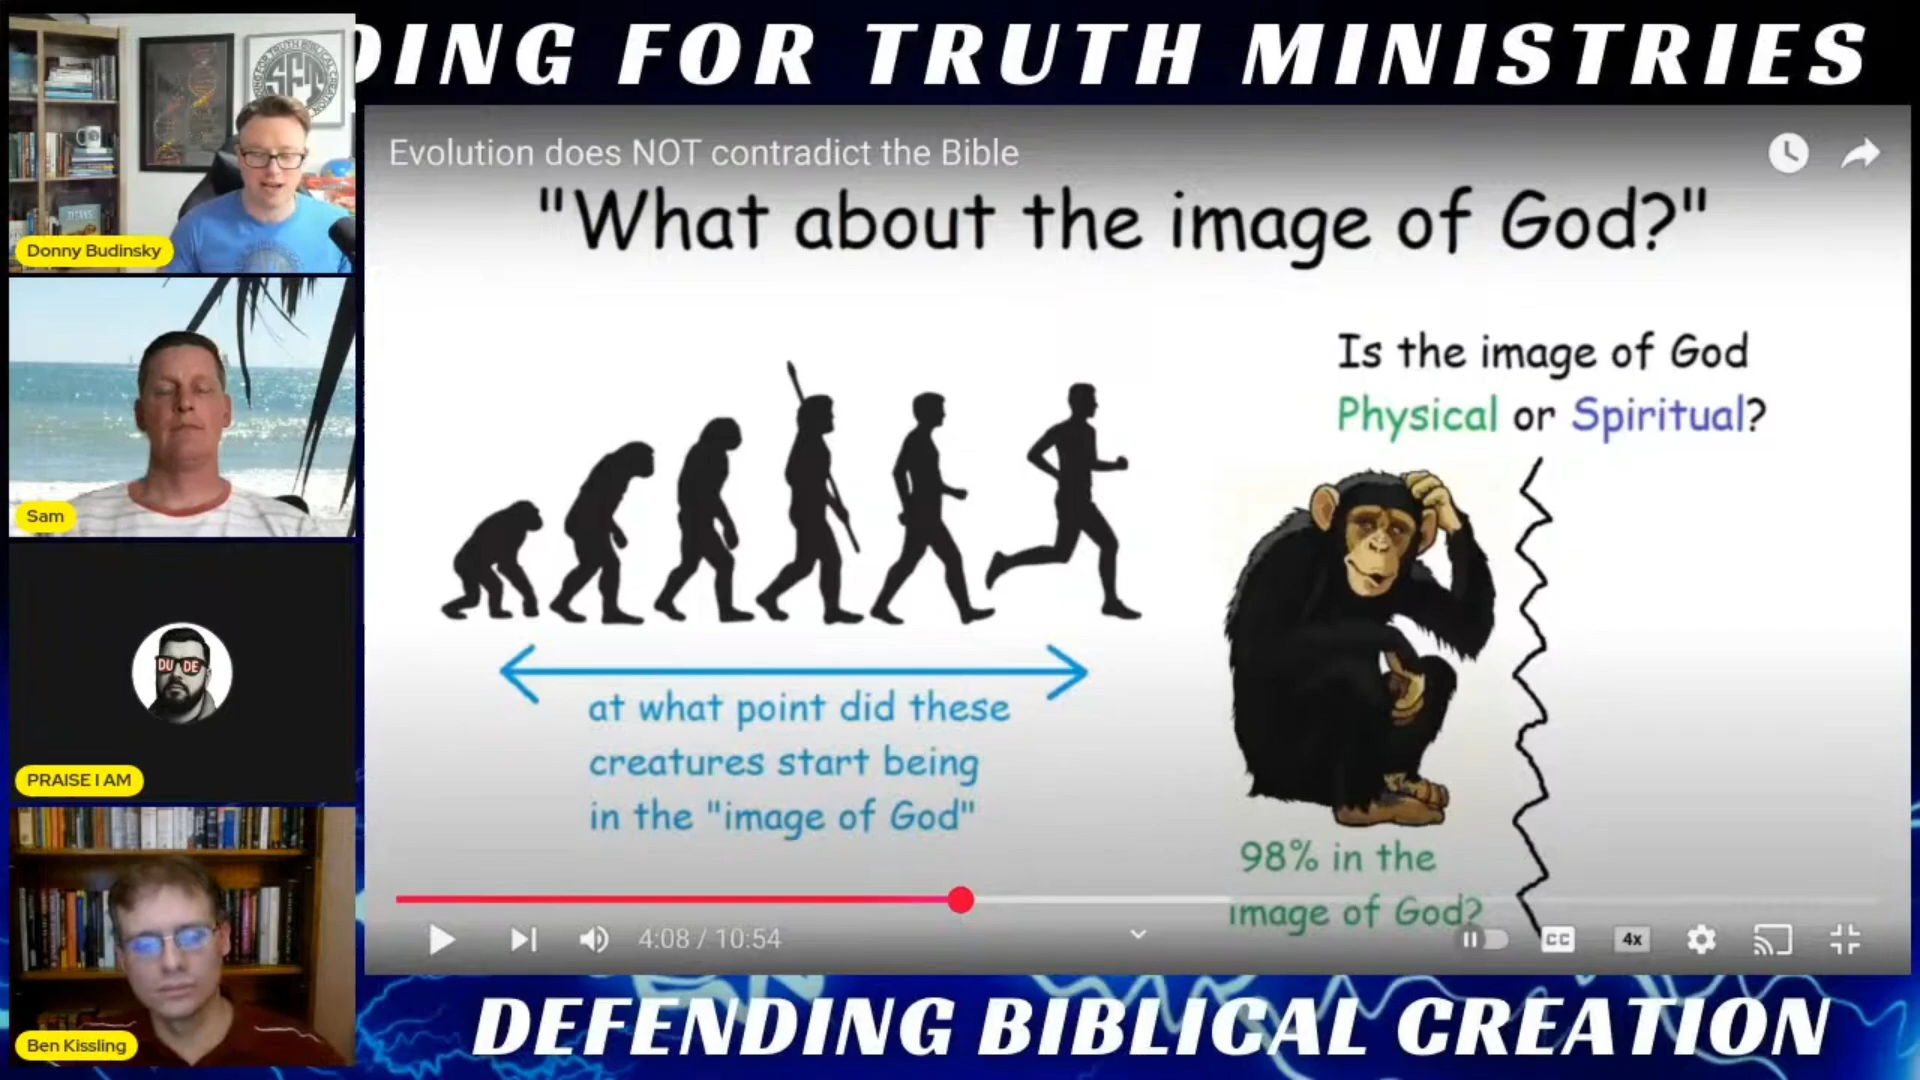 DING FOR TRUTH MINISTRIES
Donny Budinsky
Sam
DU DE
PRAISE I AM
Ben Kissling
Evolution does NOT contradict the Bible
"What about the image of God?"
Is the image of God
Physical or Spiritual?
at what point did these
creatures start being
in the "image of God"
98% in the
image of God?
4:08 / 10:54
CC
4x
DEFENDING BIBLICAL CREATION
SFT